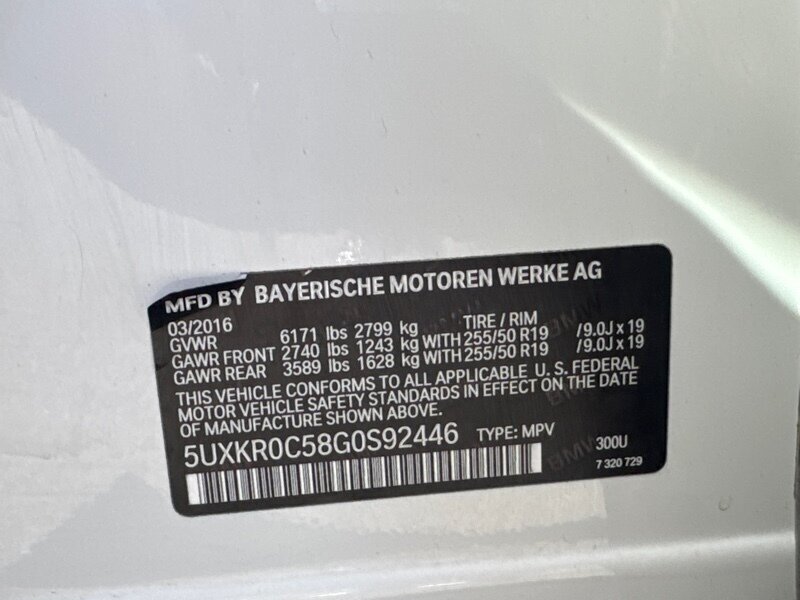 MFD BY BAYERISCHE MOTOREN WERKE AG
03/2016 TIRE / RIM
GVWR 6171 lbs 2799 kg
GAWR FRONT 2740 lbs 1243 kg WITH 255/50 R19 /9.0J x 19
GAWR REAR 3589 lbs 1628 kg WITH 255/50 R19 /9.0J x 19
THIS VEHICLE CONFORMS TO ALL APPLICABLE U.S. FEDERAL
MOTOR VEHICLE SAFETY STANDARDS IN EFFECT ON THE DATE
OF MANUFACTURE SHOWN ABOVE.
5UXKR0C58G0S92446 TYPE: MPV 300U
7 320 729